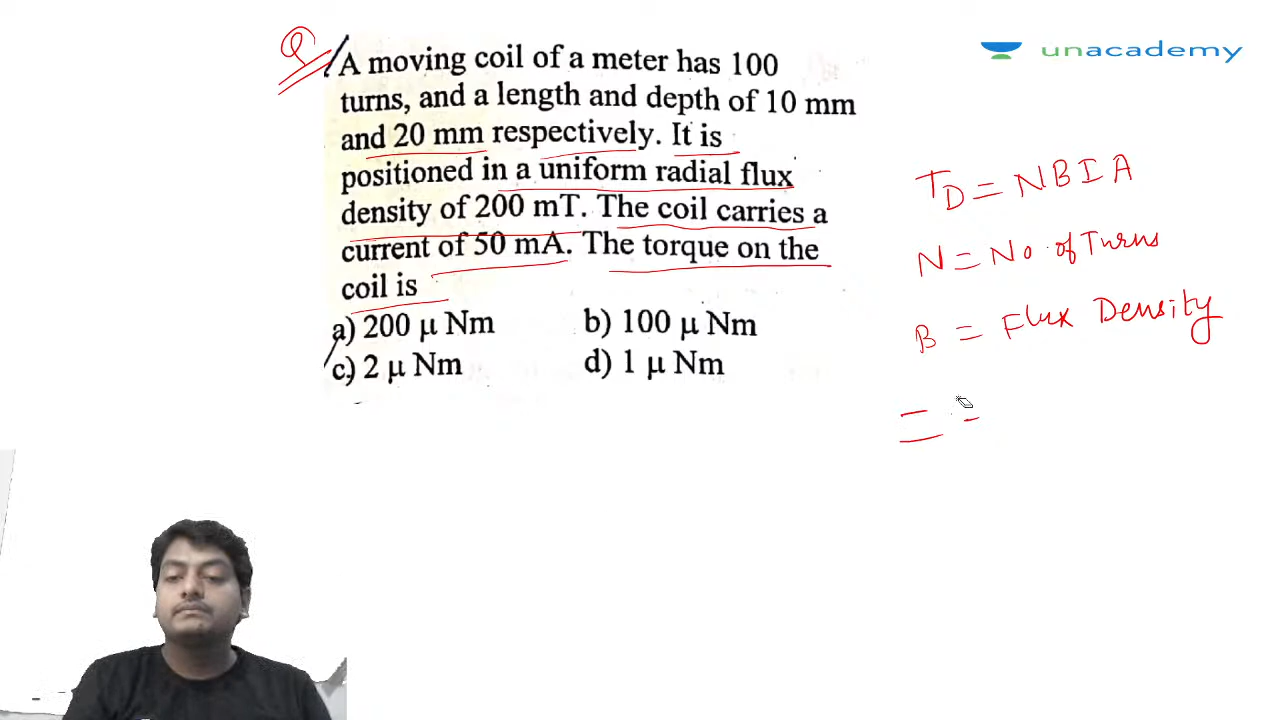 Q.
A moving coil of a meter has 100
turns, and a length and depth of 10 mm
and 20 mm respectively. It is
positioned in a uniform radial flux
density of 200 mT. The coil carries a
current of 50 mA. The torque on the
coil is
a) 200 μ Nm b) 100 μ Nm
c) 2 μ Nm d) 1 μ Nm
unacademy
T_D = NBIA
N = No. of Turns
B = Flux Density
= =